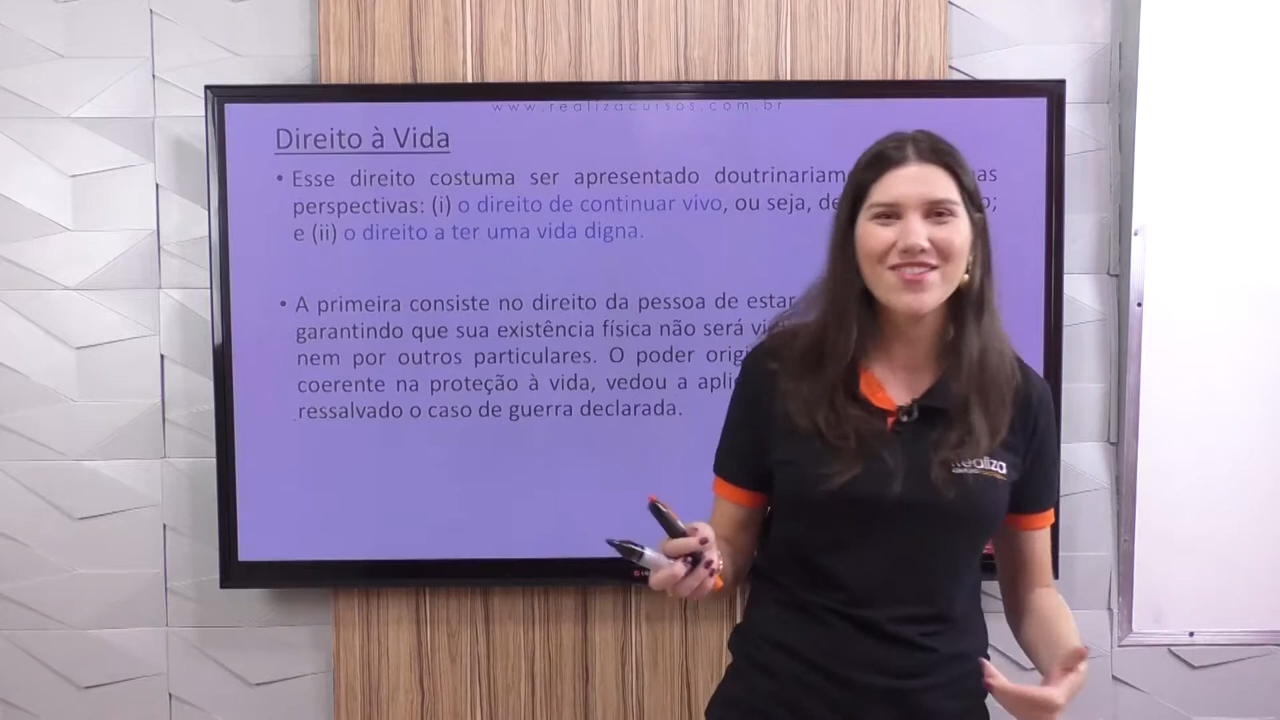 www.realizacursos.com.br
Direito à Vida
• Esse direito costuma ser apresentado doutrinariam
perspectivas: (i) o direito de continuar vivo, ou seja, de
e (ii) o direito a ter uma vida digna.
• A primeira consiste no direito da pessoa de estar
garantindo que sua existência física não será vi
nem por outros particulares. O poder orig
coerente na proteção à vida, vedou a apli
ressalvado o caso de guerra declarada.
Realiza